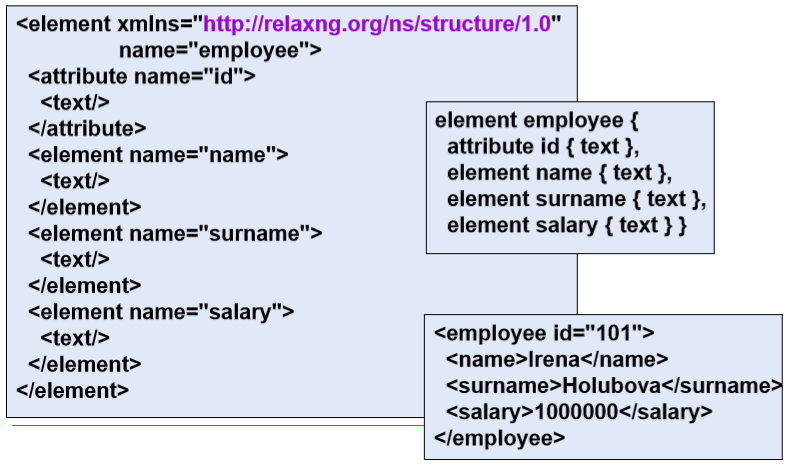 <element xmlns="http://relaxng.org/ns/structure/1.0"
name="employee">
<attribute name="id">
<text/>
</attribute>
<element name="name">
<text/>
</element>
<element name="surname">
<text/>
</element>
<element name="salary">
<text/>
</element>
</element>
element employee {
attribute id { text },
element name { text },
element surname { text },
element salary { text } }
<employee id="101">
<name>Irena</name>
<surname>Holubova</surname>
<salary>1000000</salary>
</employee>